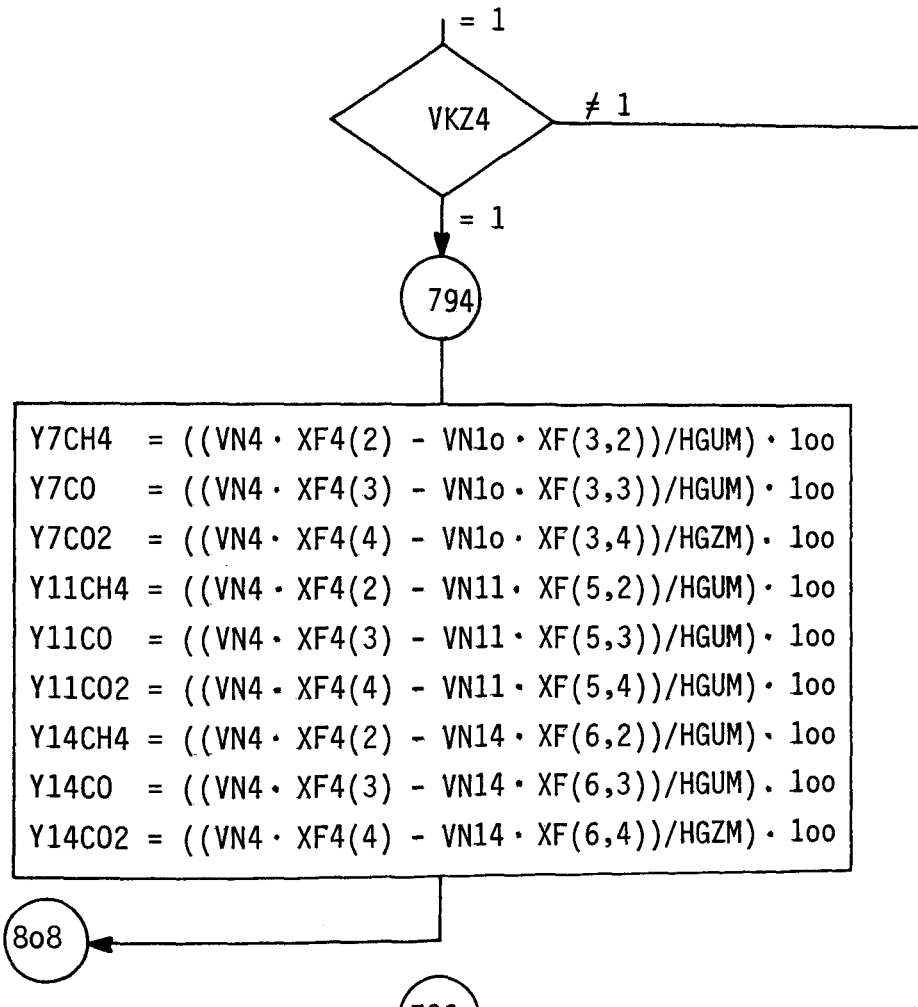 = 1
VKZ4
≠ 1
= 1
794
Y7CH4 = ((VN4 · XF4(2) - VN1o · XF(3,2))/HGUM) · 1oo
Y7CO = ((VN4 · XF4(3) - VN1o · XF(3,3))/HGUM) · 1oo
Y7CO2 = ((VN4 · XF4(4) - VN1o · XF(3,4))/HGZM) · 1oo
Y11CH4 = ((VN4 · XF4(2) - VN11 · XF(5,2))/HGUM) · 1oo
Y11CO = ((VN4 · XF4(3) - VN11 · XF(5,3))/HGUM) · 1oo
Y11CO2 = ((VN4 · XF4(4) - VN11 · XF(5,4))/HGUM) · 1oo
Y14CH4 = ((VN4 · XF4(2) - VN14 · XF(6,2))/HGUM) · 1oo
Y14CO = ((VN4 · XF4(3) - VN14 · XF(6,3))/HGUM) . 1oo
Y14CO2 = ((VN4 · XF4(4) - VN14 · XF(6,4))/HGZM) · 1oo
8o8